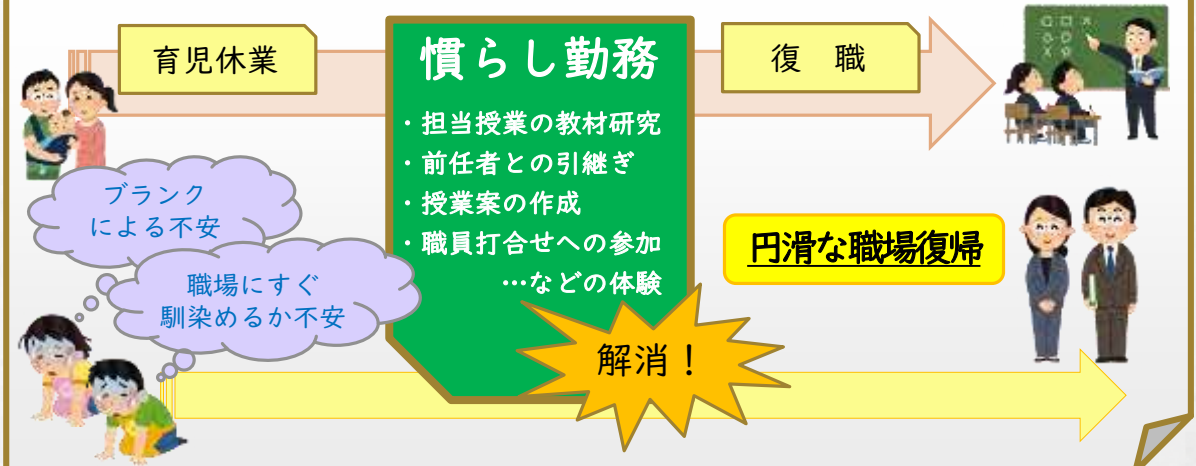 育児休業
慣らし勤務
・担当授業の教材研究
・前任者との引継ぎ
・授業案の作成
・職員打合せへの参加
…などの体験
復　職
ブランク
による不安
職場にすぐ
馴染めるか不安
解消！
円滑な職場復帰